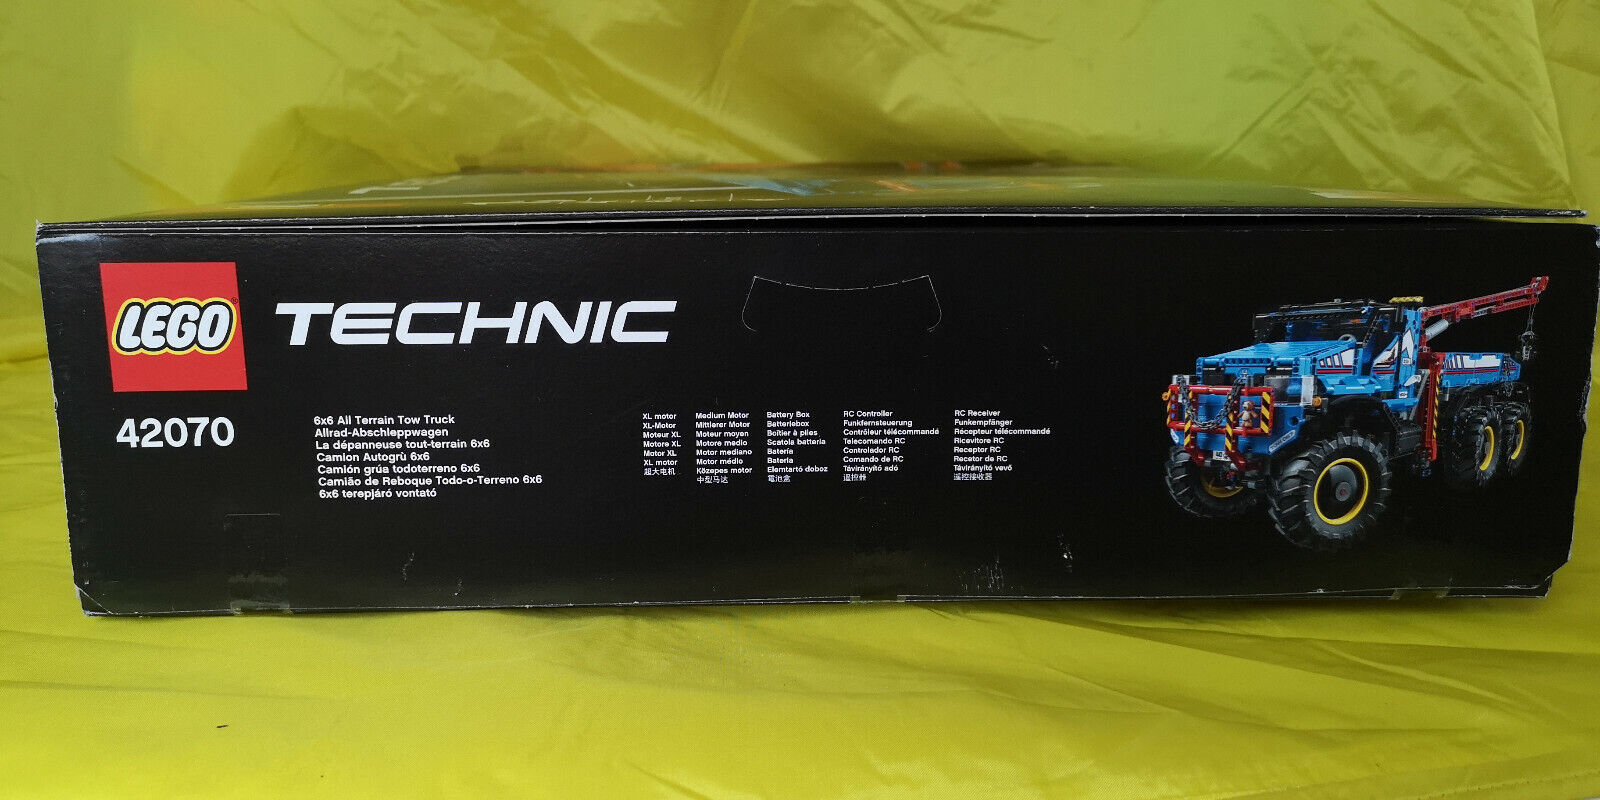 LEGO®
TECHNIC
42070
6x6 All Terrain Tow Truck
Allrad-Abschleppwagen
La dépanneuse tout-terrain 6x6
Camion Autogrù 6x6
Camión grúa todoterreno 6x6
Camião de Reboque Todo-o-Terreno 6x6
6x6 terepjáró vontató
XL motor
XL-Motor
Moteur XL
Motore XL
Motor XL
XL motor
超大电机
Medium Motor
Mittlerer Motor
Moteur moyen
Motore medio
Motor mediano
Motor médio
Közepes motor
中型马达
Battery Box
Batteriebox
Boîtier à piles
Scatola batteria
Batería
Bateria
Elemtartó doboz
電池盒
RC Controller
Funkfernsteuerung
Contrôleur télécommandé
Telecomando RC
Controlador RC
Comando de RC
Távirányító adó
遥控器
RC Receiver
Funkempfänger
Récepteur télécommandé
Ricevitore RC
Receptor RC
Recetor de RC
Távirányító vevő
遥控接收器